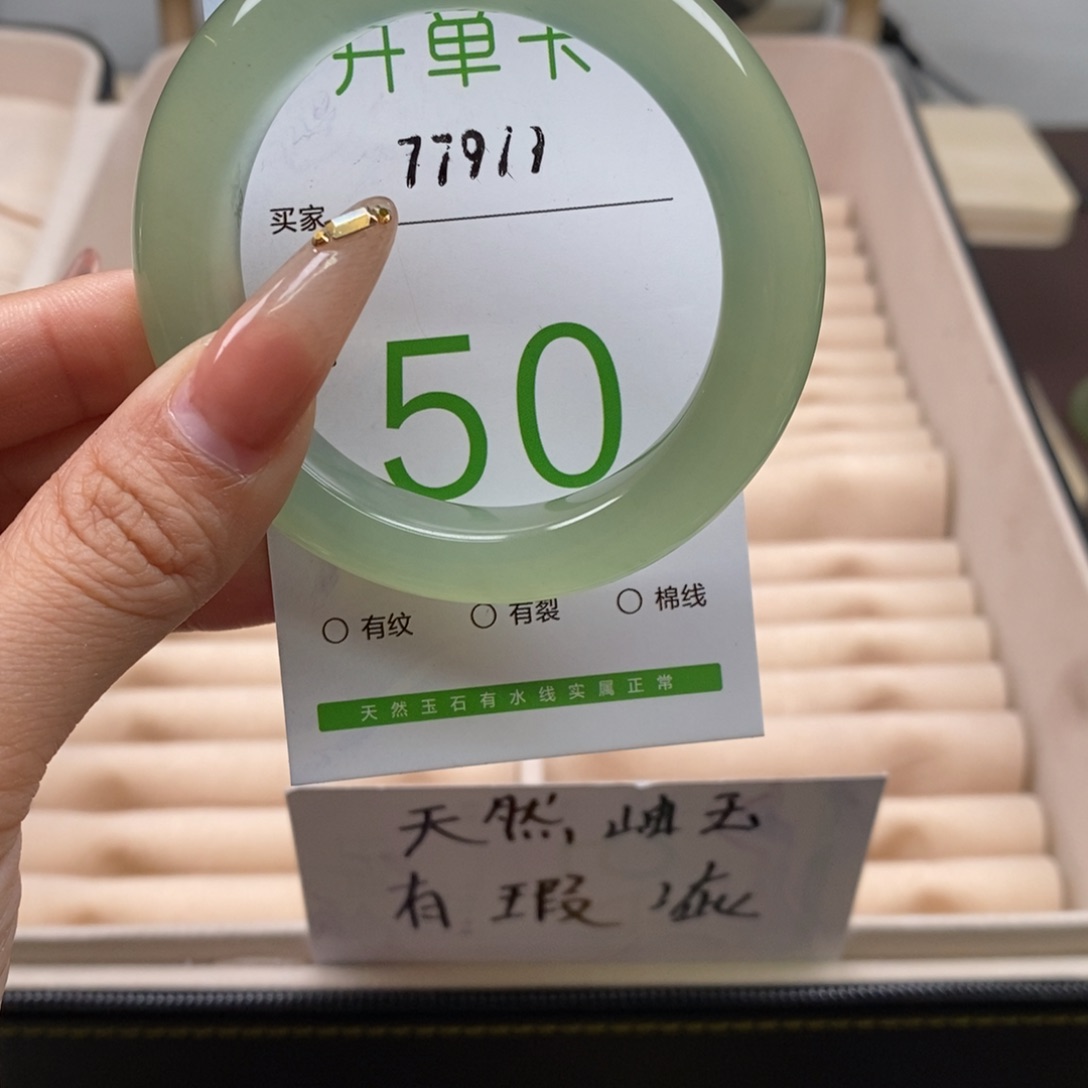 开单卡
77911
买家
50
○ 有纹 ○ 有裂 ○ 棉线
天然玉石有水线实属正常
天然岫玉
有瑕疵